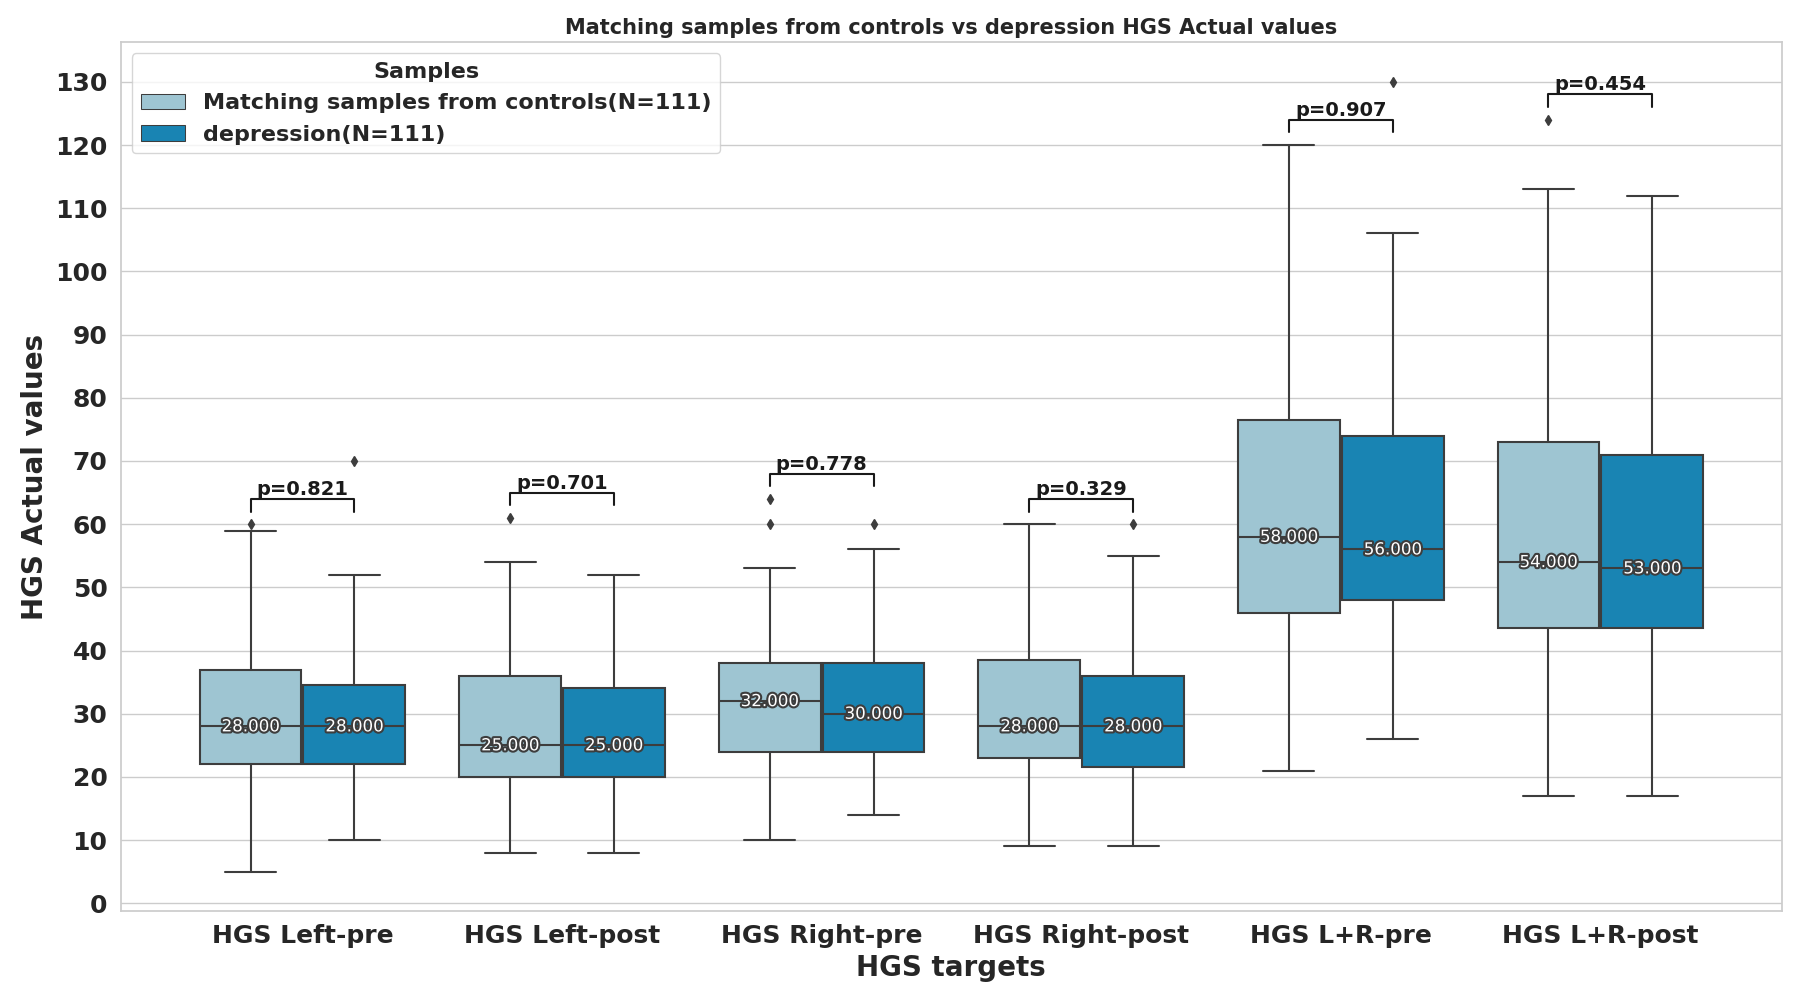 Matching samples from controls vs depression HGS Actual values
Samples
Matching samples from controls(N=111)
depression(N=111)
HGS Actual values
130
120
110
100
90
80
70
60
50
40
30
20
10
0
p=0.821
p=0.701
p=0.778
p=0.329
p=0.907
p=0.454
28.000
28.000
25.000
25.000
32.000
30.000
28.000
28.000
58.000
56.000
54.000
53.000
HGS Left-pre
HGS Left-post
HGS Right-pre
HGS Right-post
HGS L+R-pre
HGS L+R-post
HGS targets